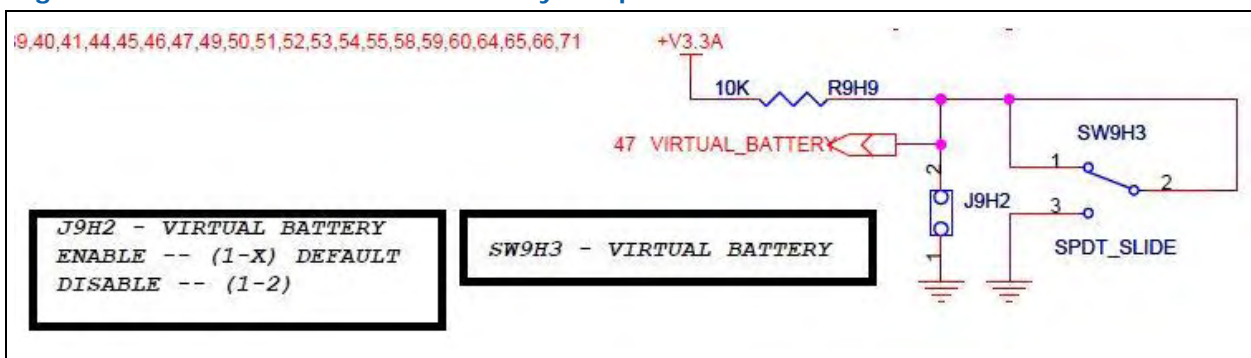 39,40,41,44,45,46,47,49,50,51,52,53,54,55,58,59,60,64,65,66,71
+V3.3A
10K R9H9
47 VIRTUAL_BATTERY
SW9H3
1
2
2
J9H2
3
SPDT_SLIDE
1
J9H2 - VIRTUAL BATTERY
ENABLE -- (1-X) DEFAULT
DISABLE -- (1-2)
SW9H3 - VIRTUAL BATTERY